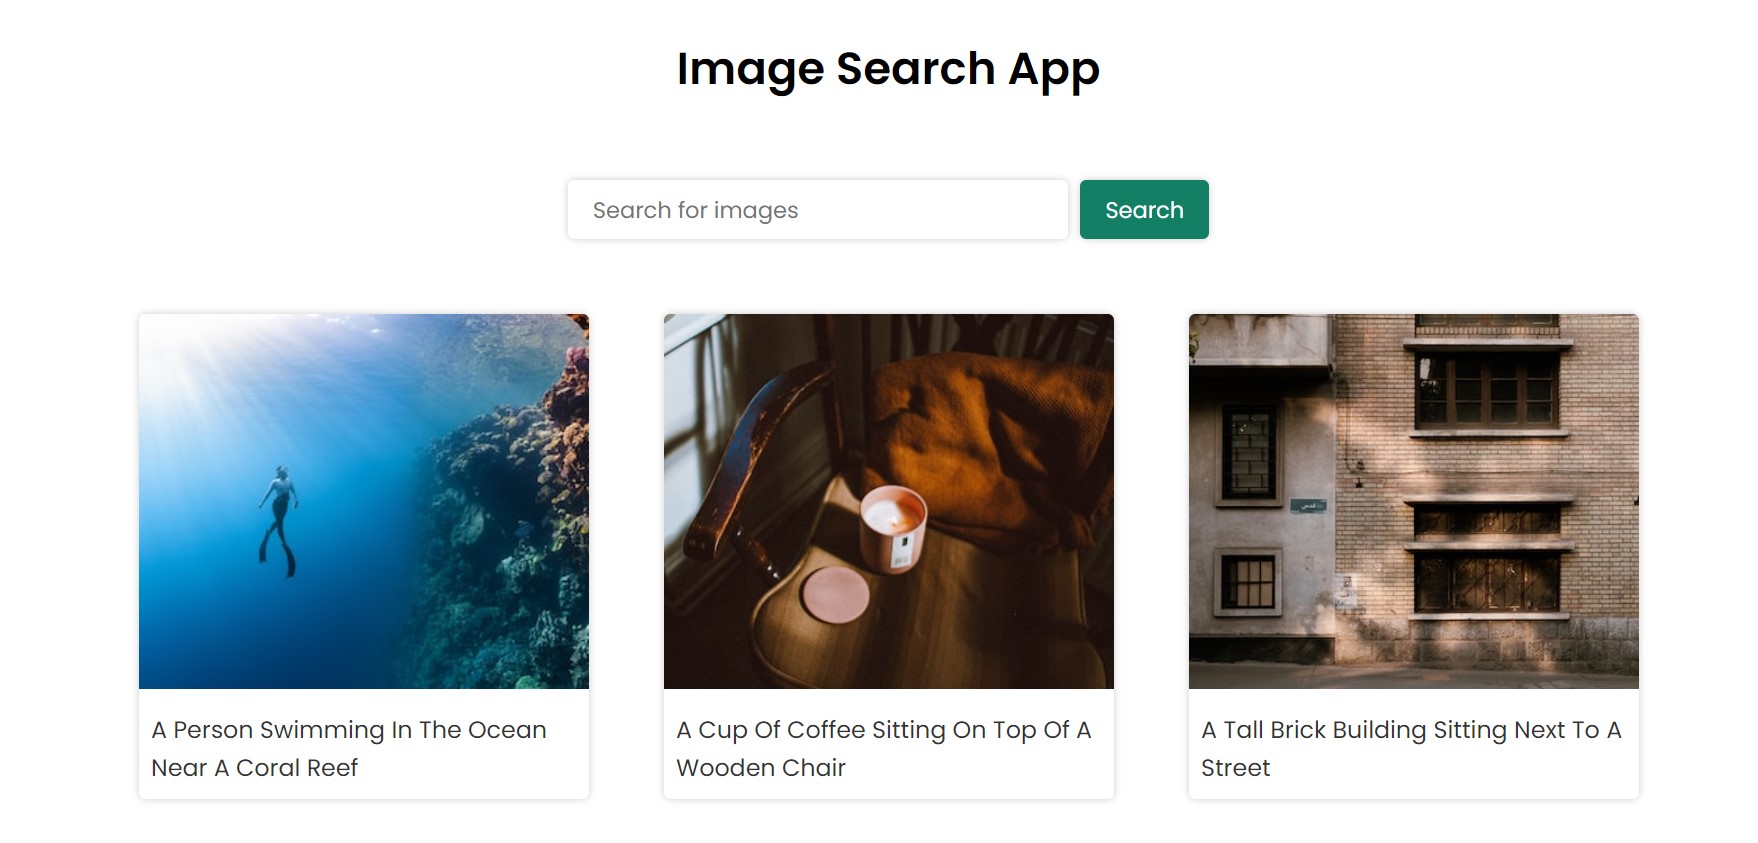 Image Search App
Search for images
Search
A Person Swimming In The Ocean
Near A Coral Reef
A Cup Of Coffee Sitting On Top Of A
Wooden Chair
A Tall Brick Building Sitting Next To A
Street